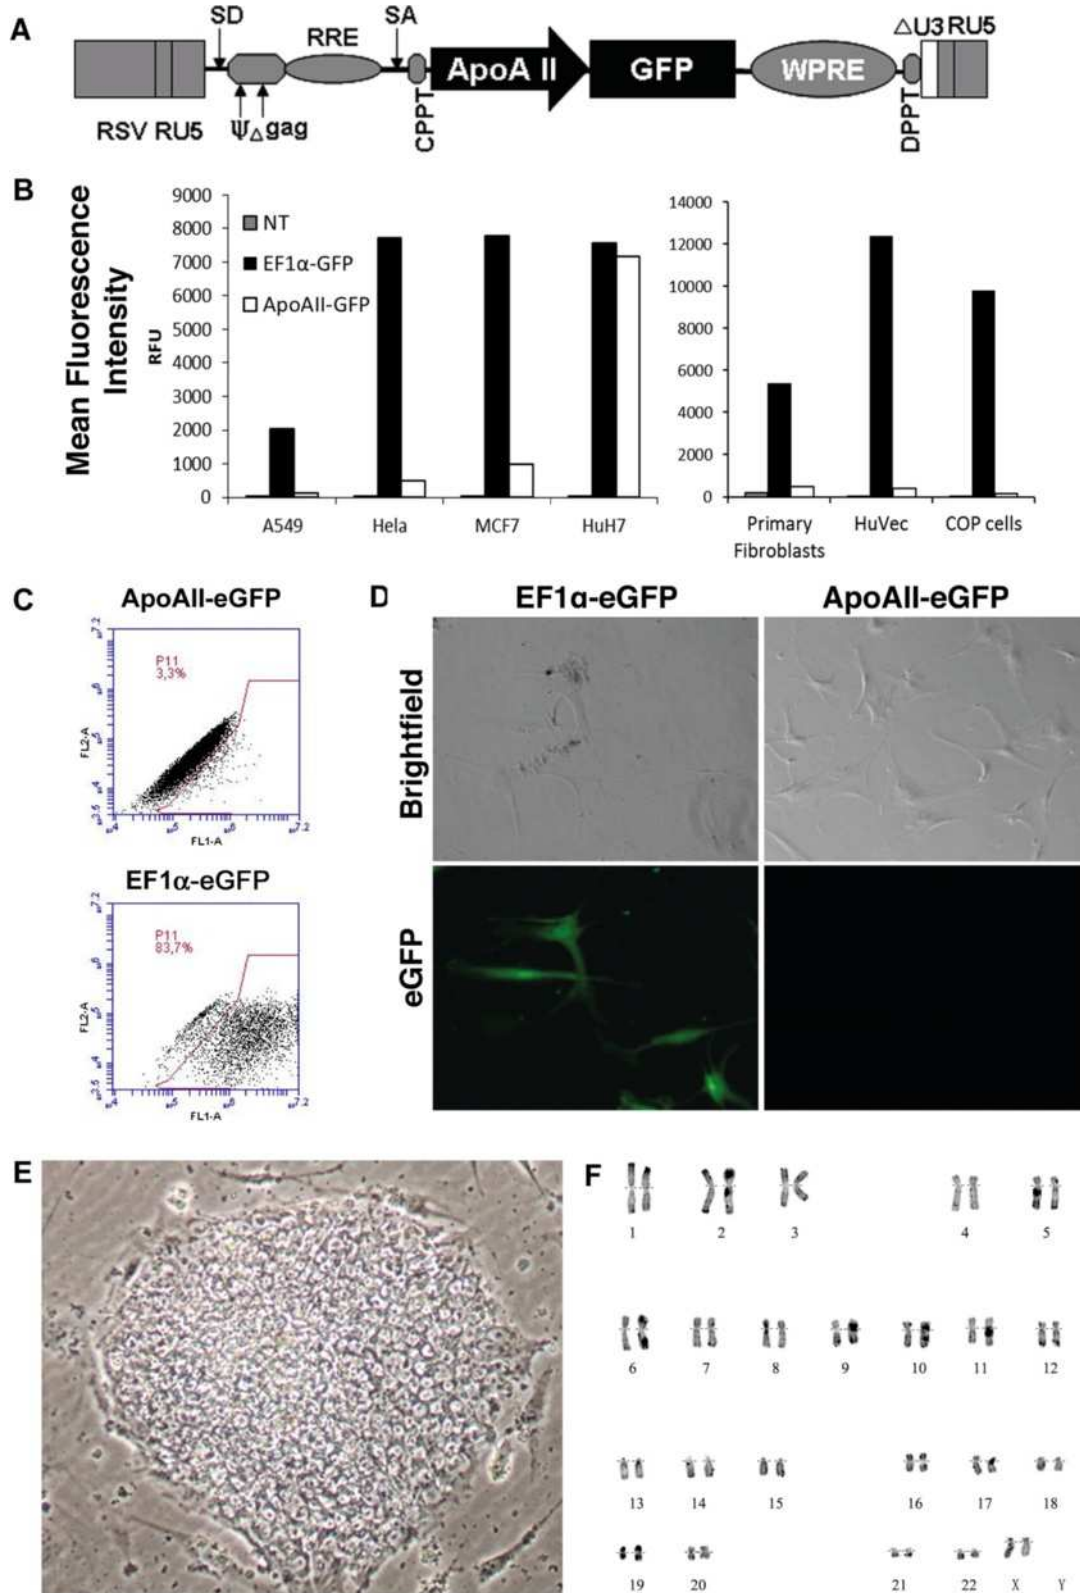 A
SD
SA
RRE
Δ U3 RU5
ApoA II
GFP
WPRE
RSV RU5
Ψ Δ gag
CPPT
DPPT
B
Mean Fluorescence Intensity
RFU
9000
8000
7000
6000
5000
4000
3000
2000
1000
0
NT
EF1α-GFP
ApoAII-GFP
A549 Hela MCF7 HuH7
14000
12000
10000
8000
6000
4000
2000
0
Primary Fibroblasts
HuVec
COP cells
C
ApoAII-eGFP
P11
3,3%
FL2-A
FL1-A
EF1α-eGFP
P11
83,7%
FL2-A
FL1-A
D
EF1α-eGFP ApoAII-eGFP
Brightfield
eGFP
E
F
1 2 3 4 5
6 7 8 9 10 11 12
13 14 15 16 17 18
19 20 21 22 X Y